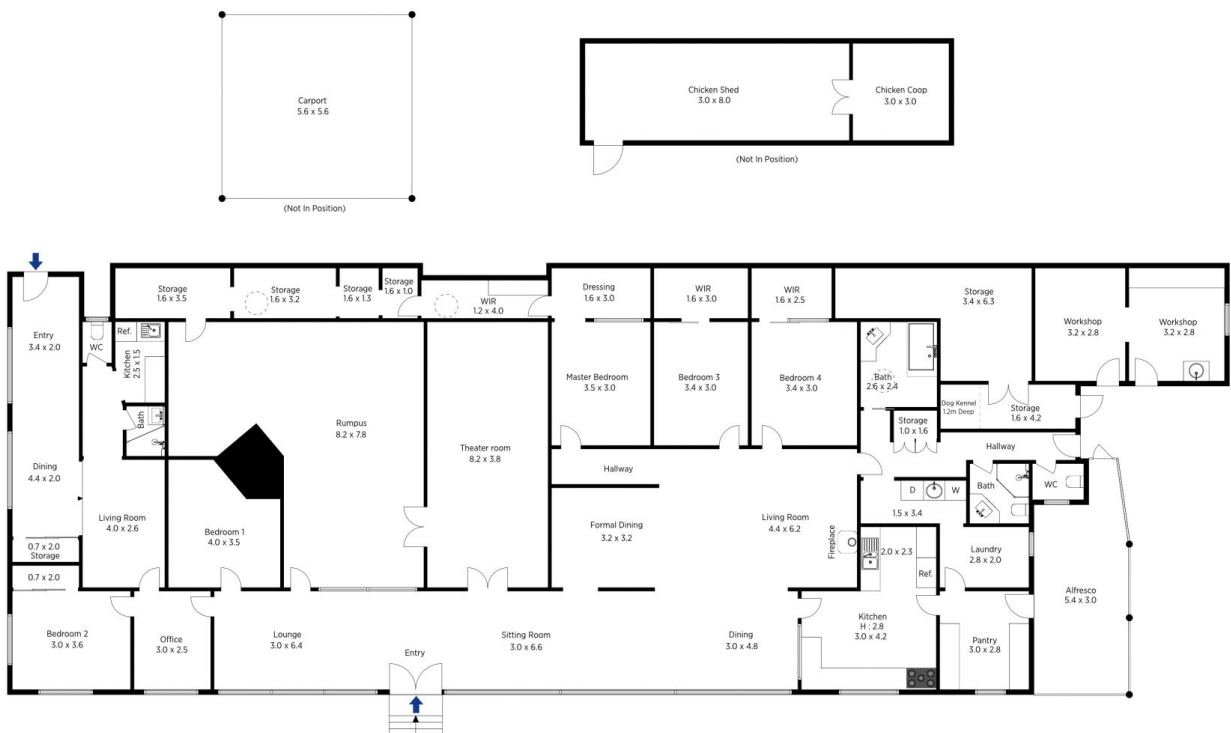 Carport
5.6 x 5.6
(Not In Position)
Chicken Shed
3.0 x 8.0
Chicken Coop
3.0 x 3.0
(Not In Position)
Entry
3.4 x 2.0
WC
Ref.
Kitchen
2.5 x 1.5
Bath
Storage
1.6 x 3.5
Storage
1.6 x 3.2
Storage
1.6 x 1.3
Storage
1.6 x 1.0
WIR
1.2 x 4.0
Dressing
1.6 x 3.0
WIR
1.6 x 3.0
WIR
1.6 x 2.5
Storage
3.4 x 6.3
Workshop
3.2 x 2.8
Workshop
3.2 x 2.8
Master Bedroom
3.5 x 3.0
Bedroom 3
3.4 x 3.0
Bedroom 4
3.4 x 3.0
Bath
2.6 x 2.4
Dog Kennel
1.2m Deep
Storage
1.6 x 4.2
Storage
1.0 x 1.6
Hallway
Rumpus
8.2 x 7.8
Theater room
8.2 x 3.8
Hallway
Dining
4.4 x 2.0
Living Room
4.0 x 2.6
Bedroom 1
4.0 x 3.5
Formal Dining
3.2 x 3.2
Living Room
4.4 x 6.2
Fireplace
D
W
1.5 x 3.4
Bath
WC
0.7 x 2.0
Storage
0.7 x 2.0
2.0 x 2.3
Ref.
Laundry
2.8 x 2.0
Alfresco
5.4 x 3.0
Bedroom 2
3.0 x 3.6
Office
3.0 x 2.5
Lounge
3.0 x 6.4
Entry
Sitting Room
3.0 x 6.6
Dining
3.0 x 4.8
Kitchen
H : 2.8
3.0 x 4.2
Pantry
3.0 x 2.8